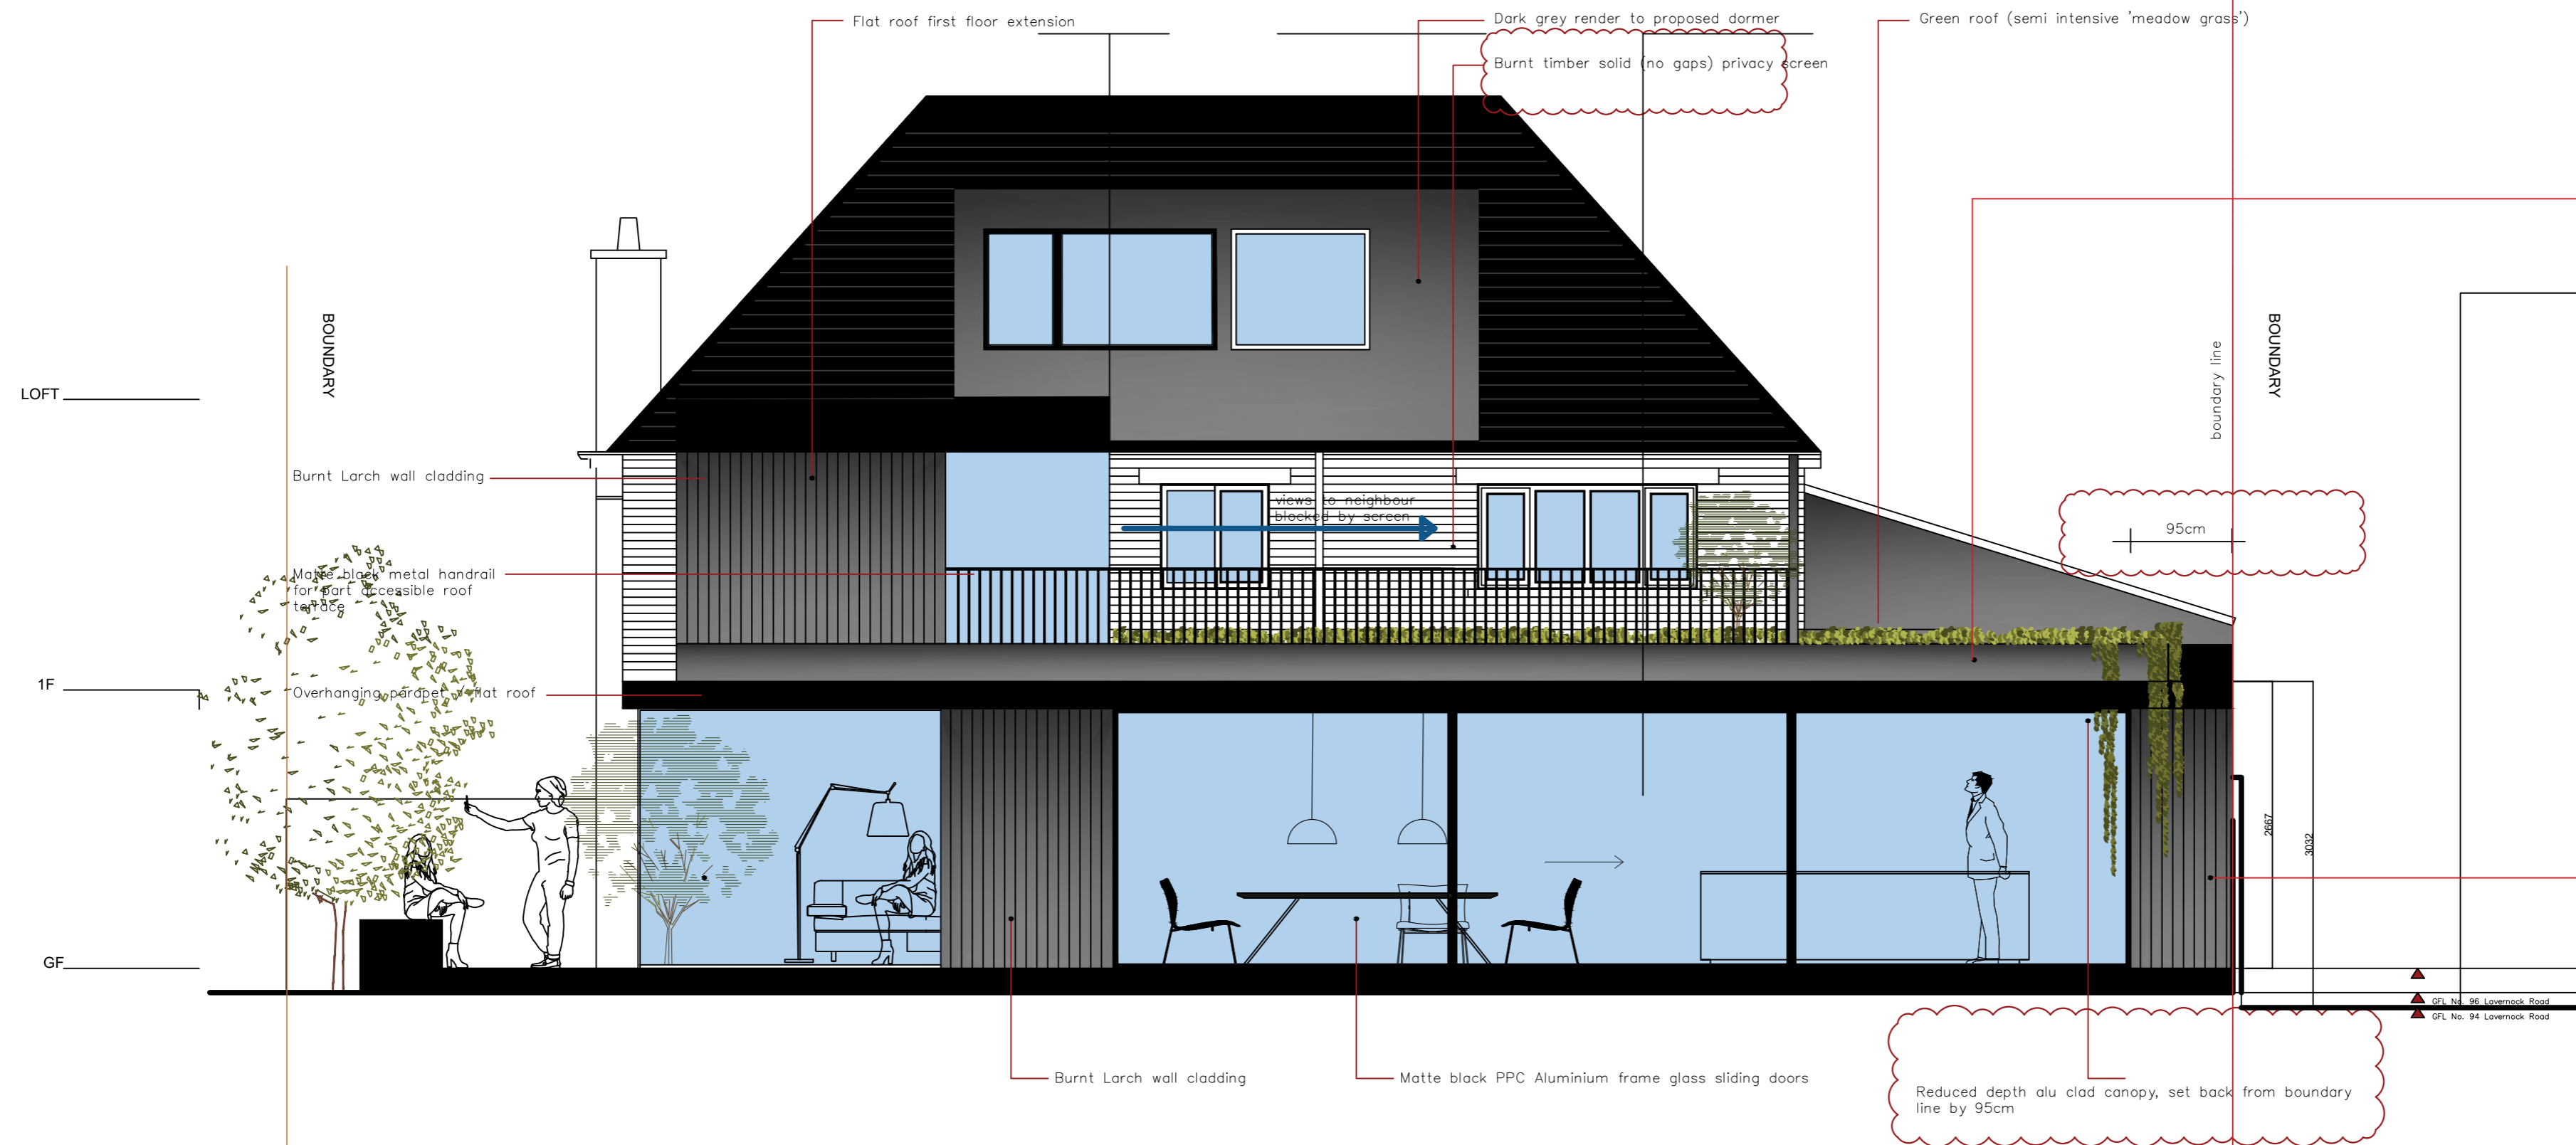 Flat roof first floor extension
Dark grey render to proposed dormer
Green roof (semi intensive 'meadow grass')
Burnt timber solid (no gaps) privacy screen
BOUNDARY
BOUNDARY
boundary line
LOFT
Burnt Larch wall cladding
views to neighbour
blocked by screen
95cm
Matte black metal handrail
for part accessible roof
terrace
1F
Overhanging parapet / flat roof
2667
3032
GF
GFL No. 96 Lavernock Road
GFL No. 94 Lavernock Road
Burnt Larch wall cladding
Matte black PPC Aluminium frame glass sliding doors
Reduced depth alu clad canopy, set back from boundary
line by 95cm